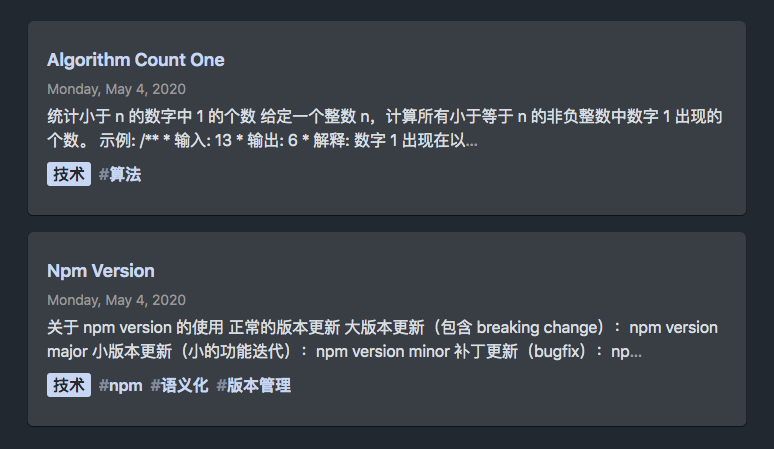 Algorithm Count One
Monday, May 4, 2020
统计小于 n 的数字中 1 的个数 给定一个整数 n，计算所有小于等于 n 的非负整数中数字 1 出现的
个数。 示例: /** * 输入: 13 * 输出: 6 * 解释: 数字 1 出现在以...
技术 #算法
Npm Version
Monday, May 4, 2020
关于 npm version 的使用 正常的版本更新 大版本更新（包含 breaking change）： npm version
major 小版本更新（小的功能迭代）： npm version minor 补丁更新（bugfix）： np...
技术 #npm #语义化 #版本管理